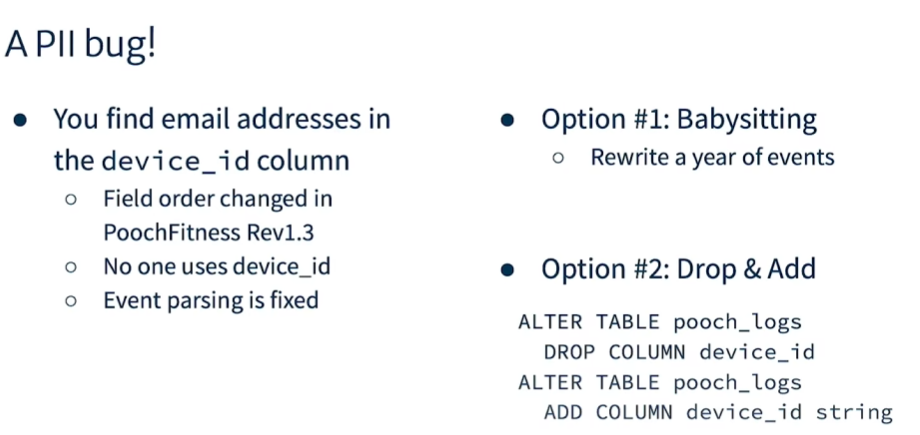 A PII bug!
● You find email addresses in
the device_id column
○ Field order changed in
PoochFitness Rev1.3
○ No one uses device_id
○ Event parsing is fixed
● Option #1: Babysitting
○ Rewrite a year of events
● Option #2: Drop & Add
ALTER TABLE pooch_logs
DROP COLUMN device_id
ALTER TABLE pooch_logs
ADD COLUMN device_id string